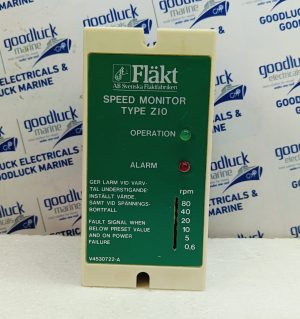 Fläkt
AB Svenska Fläktfabriken
SPEED MONITOR
TYPE Z10
OPERATION
ALARM
GER LARM VID VARV-
TAL UNDERSTIGANDE
INSTÄLLT VÄRDE.
SAMT VID SPÄNNINGS-
BORTFALL
FAULT SIGNAL WHEN
BELOW PRESET VALUE
AND ON POWER
FAILURE
rpm
80
40
20
10
5
0.6
V4530722-A
goodluck
marine
GOODLUCK ELECTRICALS &
GOODLUCK MARINE